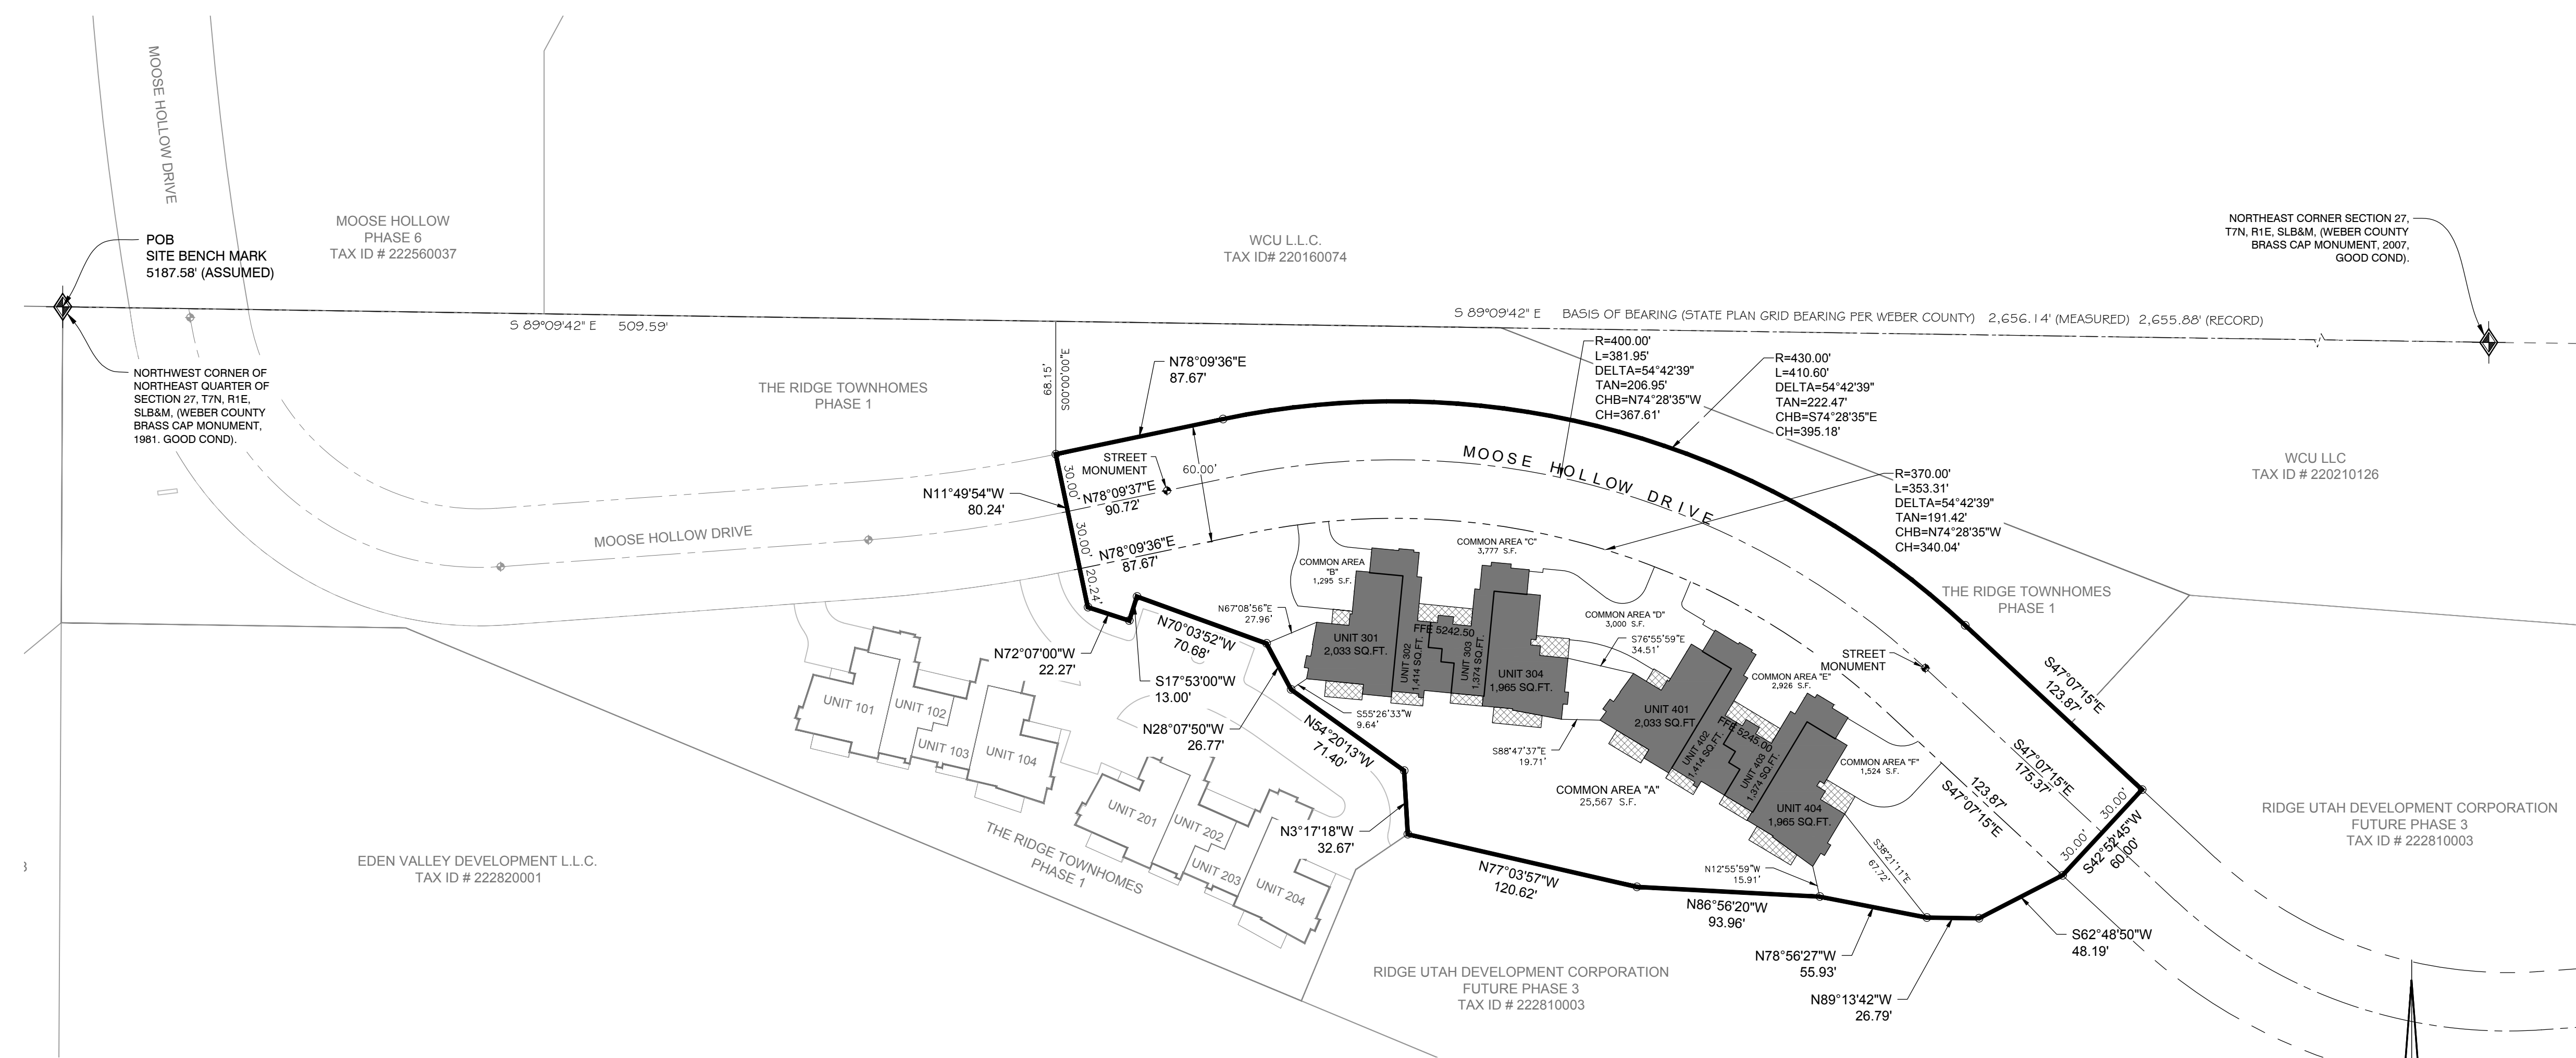 MOOSE HOLLOW DRIVE
POB
SITE BENCH MARK
5187.58' (ASSUMED)
MOOSE HOLLOW
PHASE 6
TAX ID # 222560037
WCU L.L.C.
TAX ID# 220160074
NORTHEAST CORNER SECTION 27,
T7N, R1E, SLB&M, (WEBER COUNTY
BRASS CAP MONUMENT, 2007,
GOOD COND).
S 89°09'42" E 509.59'
S 89°09'42" E BASIS OF BEARING (STATE PLAN GRID BEARING PER WEBER COUNTY) 2,656.14' (MEASURED) 2,655.88' (RECORD)
NORTHWEST CORNER OF
NORTHEAST QUARTER OF
SECTION 27, T7N, R1E,
SLB&M, (WEBER COUNTY
BRASS CAP MONUMENT,
1981. GOOD COND).
THE RIDGE TOWNHOMES
PHASE 1
68.15'
S00°00'00"E
N78°09'36"E
87.67'
R=400.00'
L=381.95'
DELTA=54°42'39"
TAN=206.95'
CHB=N74°28'35"W
CH=367.61'
R=430.00'
L=410.60'
DELTA=54°42'39"
TAN=222.47'
CHB=S74°28'35"E
CH=395.18'
R=370.00'
L=353.31'
DELTA=54°42'39"
TAN=191.42'
CHB=N74°28'35"W
CH=340.04'
WCU LLC
TAX ID # 220210126
STREET
MONUMENT
60.00'
MOOSE HOLLOW DRIVE
N11°49'54"W
80.24'
30.00'
N78°09'37"E
90.72'
30.00'
N78°09'36"E
87.67'
20.24'
MOOSE HOLLOW DRIVE
COMMON AREA
"B"
1,295 S.F.
COMMON AREA "C"
3,777 S.F.
COMMON AREA "D"
3,000 S.F.
THE RIDGE TOWNHOMES
PHASE 1
N67°08'56"E
27.96'
N70°03'52"W
70.68'
N72°07'00"W
22.27'
S17°53'00"W
13.00'
UNIT 301
2,033 SQ.FT.
UNIT 302
1,414 SQ.FT.
FFE 5242.50
UNIT 303
1,374 SQ.FT.
UNIT 304
1,965 SQ.FT.
S76°55'59"E
34.51'
STREET
MONUMENT
COMMON AREA "E"
2,926 S.F.
S47°07'15"E
123.87'
UNIT 101
UNIT 102
UNIT 103
UNIT 104
N28°07'50"W
26.77'
S55°26'33"W
9.64'
N54°20'13"W
71.40'
S88°47'37"E
19.71'
UNIT 401
2,033 SQ.FT
UNIT 402
1,414 SQ.FT.
FFE 5245.00
UNIT 403
1,374 SQ.FT.
UNIT 404
1,965 SQ.FT.
COMMON AREA "F"
1,524 S.F.
S47°07'15"E
175.37'
123.87'
S47°07'15"E
COMMON AREA "A"
25,567 S.F.
30.00'
30.00'
S42°52'45"W
60.00'
RIDGE UTAH DEVELOPMENT CORPORATION
FUTURE PHASE 3
TAX ID # 222810003
UNIT 201
UNIT 202
UNIT 203
UNIT 204
THE RIDGE TOWNHOMES
PHASE 1
N3°17'18"W
32.67'
EDEN VALLEY DEVELOPMENT L.L.C.
TAX ID # 222820001
N77°03'57"W
120.62'
N12°55'59"W
15.91'
S38°21'11"E
67.72'
N86°56'20"W
93.96'
N78°56'27"W
55.93'
S62°48'50"W
48.19'
N89°13'42"W
26.79'
RIDGE UTAH DEVELOPMENT CORPORATION
FUTURE PHASE 3
TAX ID # 222810003